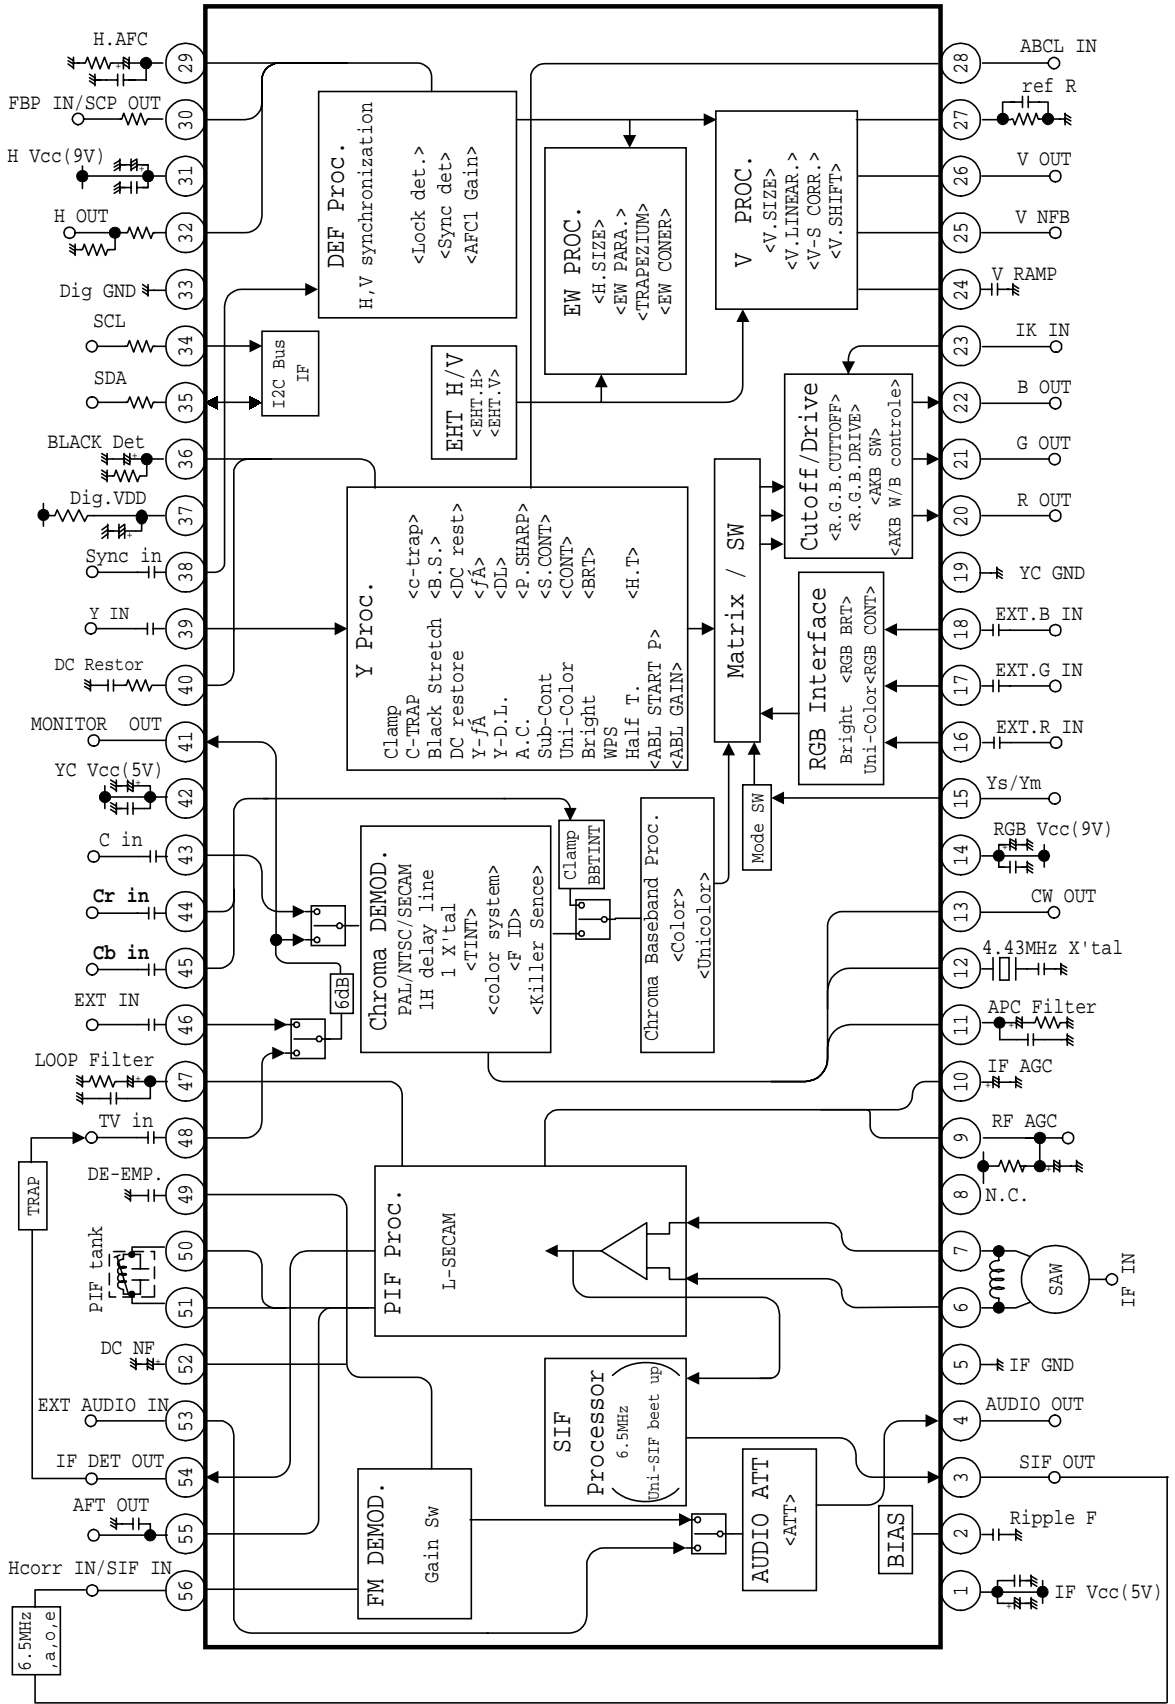 H.AFC
29
FBP IN/SCP OUT
30
H Vcc(9V)
31
H OUT
32
Dig GND
33
SCL
34
SDA
35
BLACK Det
36
Dig.VDD
37
Sync in
38
Y IN
39
DC Restor
40
MONITOR OUT
41
YC Vcc(5V)
42
C in
43
Cr in
44
Cb in
45
EXT IN
46
LOOP Filter
47
TV in
48
TRAP
DE-EMP.
49
PIF tank
50
51
DC NF
52
EXT AUDIO IN
53
IF DET OUT
54
AFT OUT
55
Hcorr IN/SIF IN
56
6.5MHz
,a,o,e
DEF Proc.
H,V synchronization
<Lock det.>
<Sync det>
<AFC1 Gain>
I2C Bus
IF
EHT H/V
<EHT.H>
<EHT.V>
EW PROC.
<H.SIZE>
<EW PARA.>
<TRAPEZIUM>
<EW CONER>
V PROC.
<V.SIZE>
<V.LINEAR.>
<V-S CORR.>
<V.SHIFT>
Y Proc.
Clamp
C-TRAP <c-trap>
Black Stretch <B.S.>
DC restore <DC rest>
Y-ƒÁ <ƒÁ>
Y-D.L. <DL>
A.C. <P.SHARP>
Sub-Cont <S.CONT>
Uni-Color <CONT>
Bright <BRT>
WPS
Half T. <H.T>
<ABL START P>
<ABL GAIN>
Matrix / SW
Cutoff/Drive
<R.G.B.CUTTOFF>
<R.G.B.DRIVE>
<AKB SW>
<AKB W/B controle>
RGB Interface
Bright <RGB BRT>
Uni-Color<RGB CONT>
Mode SW
Clamp
BBTINT
Chroma DEMOD.
PAL/NTSC/SECAM
1H delay line
1 X'tal
<TINT>
<color system>
<F ID>
<Killer Sence>
6dB
Chroma Baseband Proc.
<Color>
<Unicolor>
PIF Proc.
L-SECAM
SIF
Processor
6.5MHz
Uni-SIF beet up
FM DEMOD.
Gain Sw
AUDIO ATT
<ATT>
BIAS
28
ABCL IN
27
ref R
26
V OUT
25
V NFB
24
V RAMP
23
IK IN
22
B OUT
21
G OUT
20
R OUT
19
YC GND
18
EXT.B IN
17
EXT.G IN
16
EXT.R IN
15
Ys/Ym
14
RGB Vcc(9V)
13
CW OUT
12
4.43MHz X'tal
11
APC Filter
10
IF AGC
9
RF AGC
8
N.C.
7
6
SAW
IF IN
5
IF GND
4
AUDIO OUT
3
SIF OUT
2
Ripple F
1
IF Vcc(5V)